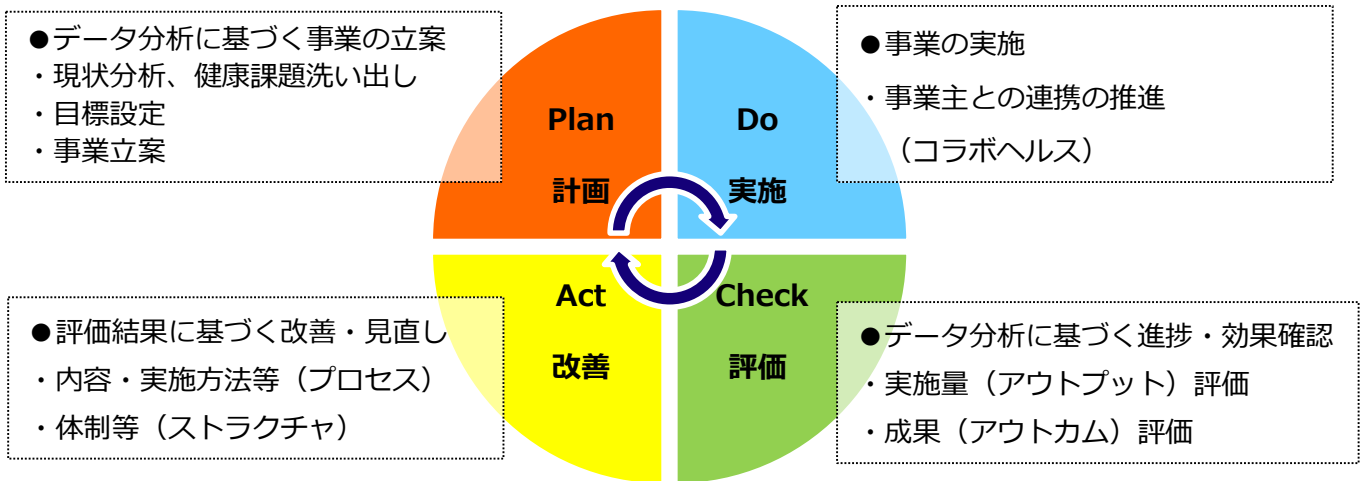 ●データ分析に基づく事業の立案
・現状分析、健康課題洗い出し
・目標設定
・事業立案
Plan
計画
Do
実施
●事業の実施
・事業主との連携の推進
（コラボヘルス）
●評価結果に基づく改善・見直し
・内容・実施方法等（プロセス）
・体制等（ストラクチャ）
Act
改善
Check
評価
●データ分析に基づく進捗・効果確認
・実施量（アウトプット）評価
・成果（アウトカム）評価